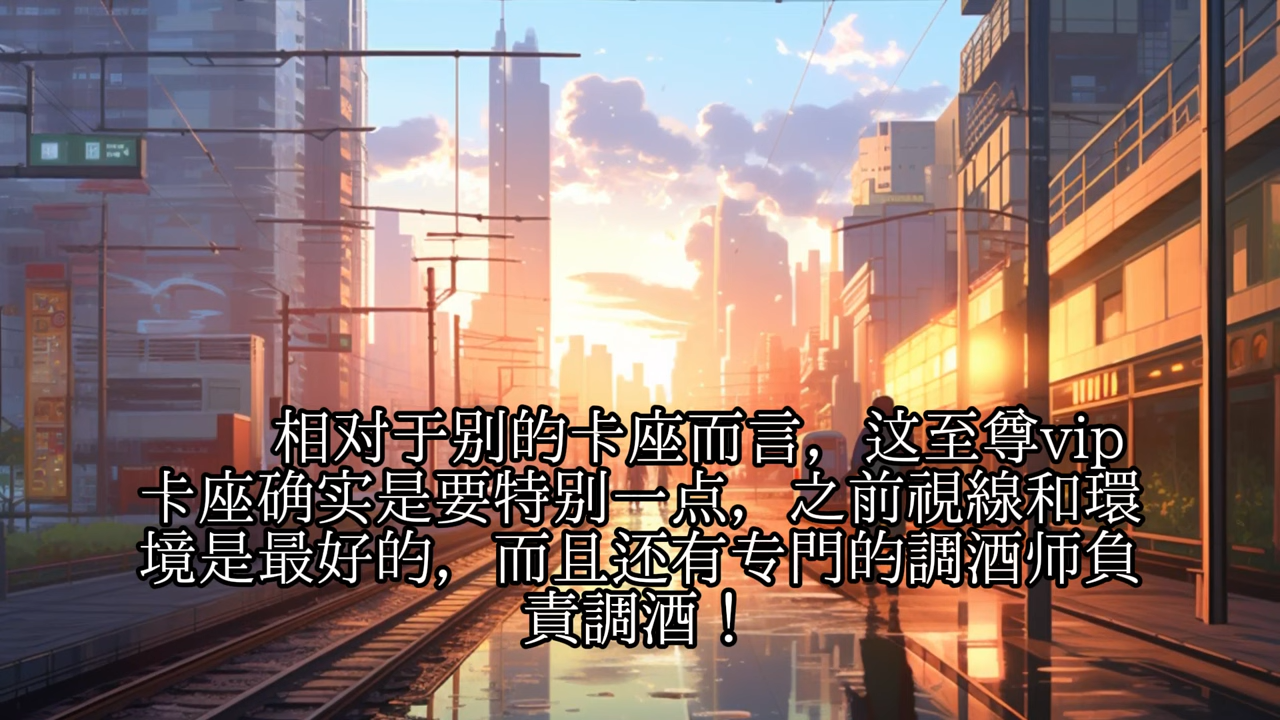 相对于别的卡座而言，这至尊vip
卡座确实是要特别一点，之前視線和環
境是最好的，而且还有专門的調酒师負
責調酒！